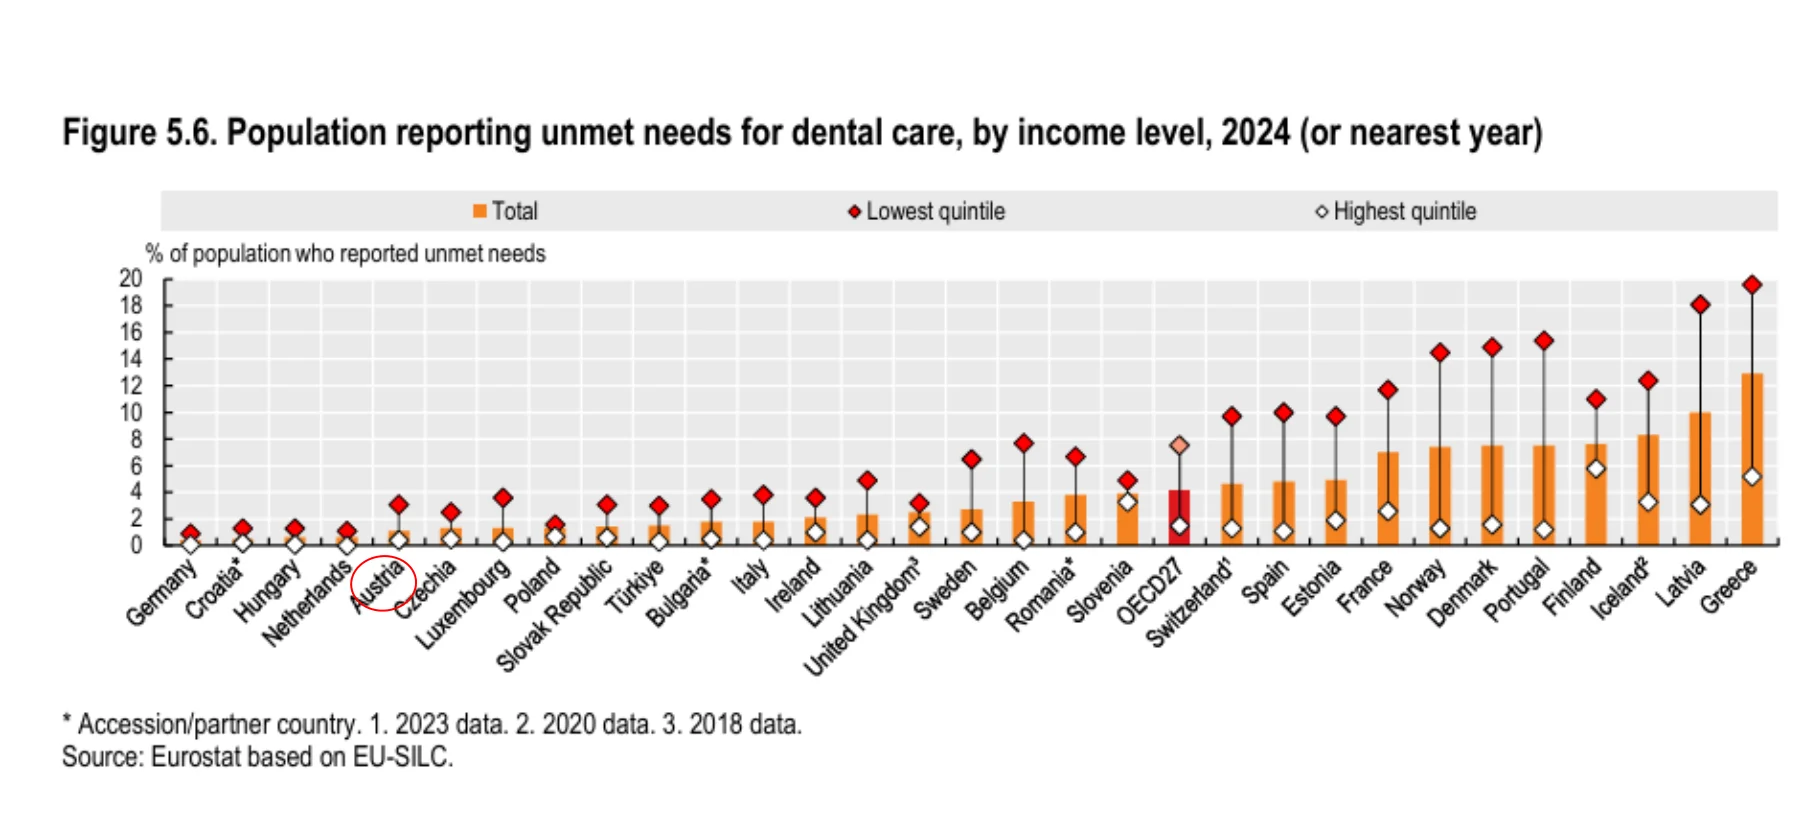 Figure 5.6. Population reporting unmet needs for dental care, by income level, 2024 (or nearest year)
Total
Lowest quintile
Highest quintile
% of population who reported unmet needs
20
18
16
14
12
10
8
6
4
2
0
Germany
Croatia*
Hungary
Netherlands
Austria
Czechia
Luxembourg
Poland
Slovak Republic
Türkiye
Bulgaria*
Italy
Ireland
Lithuania
United Kingdom³
Sweden
Belgium
Romania*
Slovenia
OECD27
Switzerland¹
Spain
Estonia
France
Norway
Denmark
Portugal
Finland
Iceland²
Latvia
Greece
* Accession/partner country. 1. 2023 data. 2. 2020 data. 3. 2018 data.
Source: Eurostat based on EU-SILC.